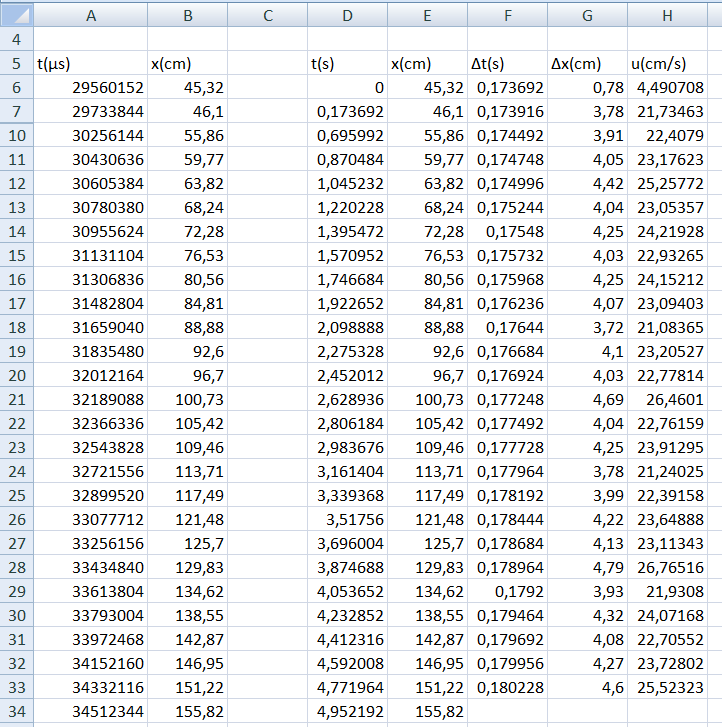 A B C D E F G H
4
5 t(μs) x(cm) t(s) x(cm) Δt(s) Δx(cm) u(cm/s)
6 29560152 45,32 0 45,32 0,173692 0,78 4,490708
7 29733844 46,1 0,173692 46,1 0,173916 3,78 21,73463
10 30256144 55,86 0,695992 55,86 0,174492 3,91 22,4079
11 30430636 59,77 0,870484 59,77 0,174748 4,05 23,17623
12 30605384 63,82 1,045232 63,82 0,174996 4,42 25,25772
13 30780380 68,24 1,220228 68,24 0,175244 4,04 23,05357
14 30955624 72,28 1,395472 72,28 0,17548 4,25 24,21928
15 31131104 76,53 1,570952 76,53 0,175732 4,03 22,93265
16 31306836 80,56 1,746684 80,56 0,175968 4,25 24,15212
17 31482804 84,81 1,922652 84,81 0,176236 4,07 23,09403
18 31659040 88,88 2,098888 88,88 0,17644 3,72 21,08365
19 31835480 92,6 2,275328 92,6 0,176684 4,1 23,20527
20 32012164 96,7 2,452012 96,7 0,176924 4,03 22,77814
21 32189088 100,73 2,628936 100,73 0,177248 4,69 26,4601
22 32366336 105,42 2,806184 105,42 0,177492 4,04 22,76159
23 32543828 109,46 2,983676 109,46 0,177728 4,25 23,91295
24 32721556 113,71 3,161404 113,71 0,177964 3,78 21,24025
25 32899520 117,49 3,339368 117,49 0,178192 3,99 22,39158
26 33077712 121,48 3,51756 121,48 0,178444 4,22 23,64888
27 33256156 125,7 3,696004 125,7 0,178684 4,13 23,11343
28 33434840 129,83 3,874688 129,83 0,178964 4,79 26,76516
29 33613804 134,62 4,053652 134,62 0,1792 3,93 21,9308
30 33793004 138,55 4,232852 138,55 0,179464 4,32 24,07168
31 33972468 142,87 4,412316 142,87 0,179692 4,08 22,70552
32 34152160 146,95 4,592008 146,95 0,179956 4,27 23,72802
33 34332116 151,22 4,771964 151,22 0,180228 4,6 25,52323
34 34512344 155,82 4,952192 155,82